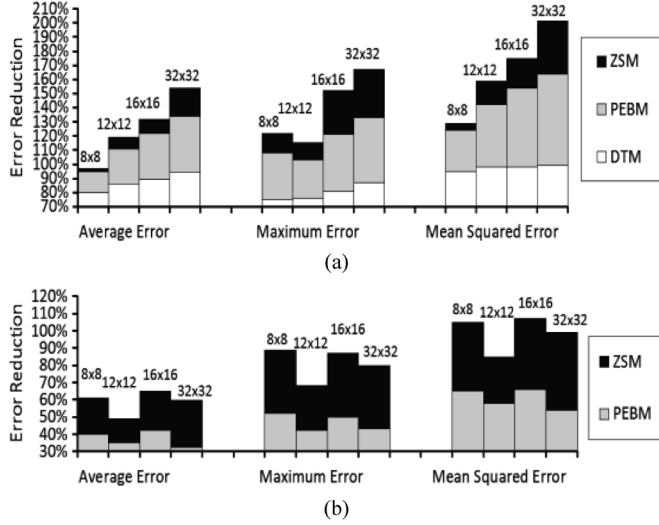 210%
200%
190%
180%
170%
160%
150%
140%
130%
120%
110%
100%
90%
80%
70%
Error Reduction
8x8
12x12
16x16
32x32
8x8
12x12
16x16
32x32
8x8
12x12
16x16
32x32
Average Error
Maximum Error
Mean Squared Error
ZSM
PEBM
DTM
(a)
120%
110%
100%
90%
80%
70%
60%
50%
40%
30%
Error Reduction
8x8
12x12
16x16
32x32
8x8
12x12
16x16
32x32
8x8
12x12
16x16
32x32
Average Error
Maximum Error
Mean Squared Error
ZSM
PEBM
(b)